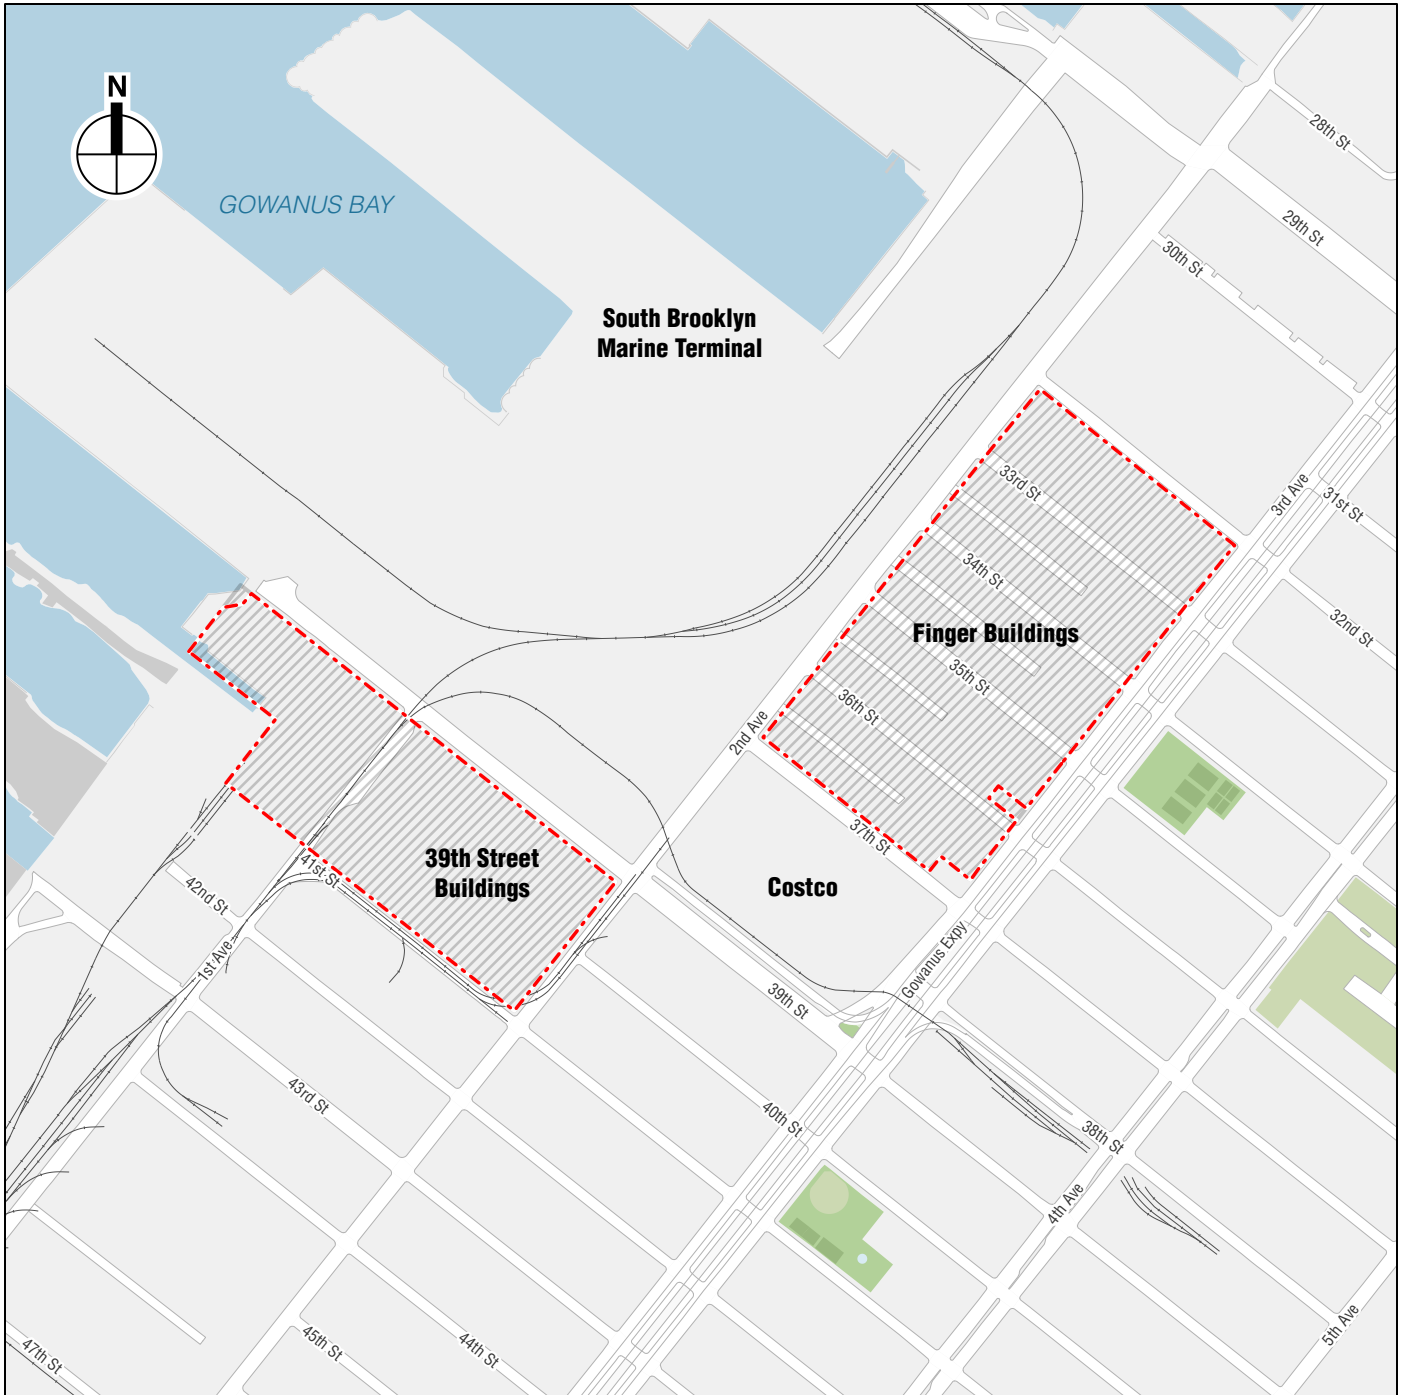 N
28th St
GOWANUS BAY
29th St
30th St
South Brooklyn
Marine Terminal
33rd St
3rd Ave
31st St
34th St
32nd St
Finger Buildings
35th St
36th St
2nd Ave
37th St
39th Street
Buildings
41st St
Costco
42nd St
1st Ave
Gowanus Expy
39th St
43rd St
40th St
38th St
4th Ave
5th Ave
45th St
44th St
47th St